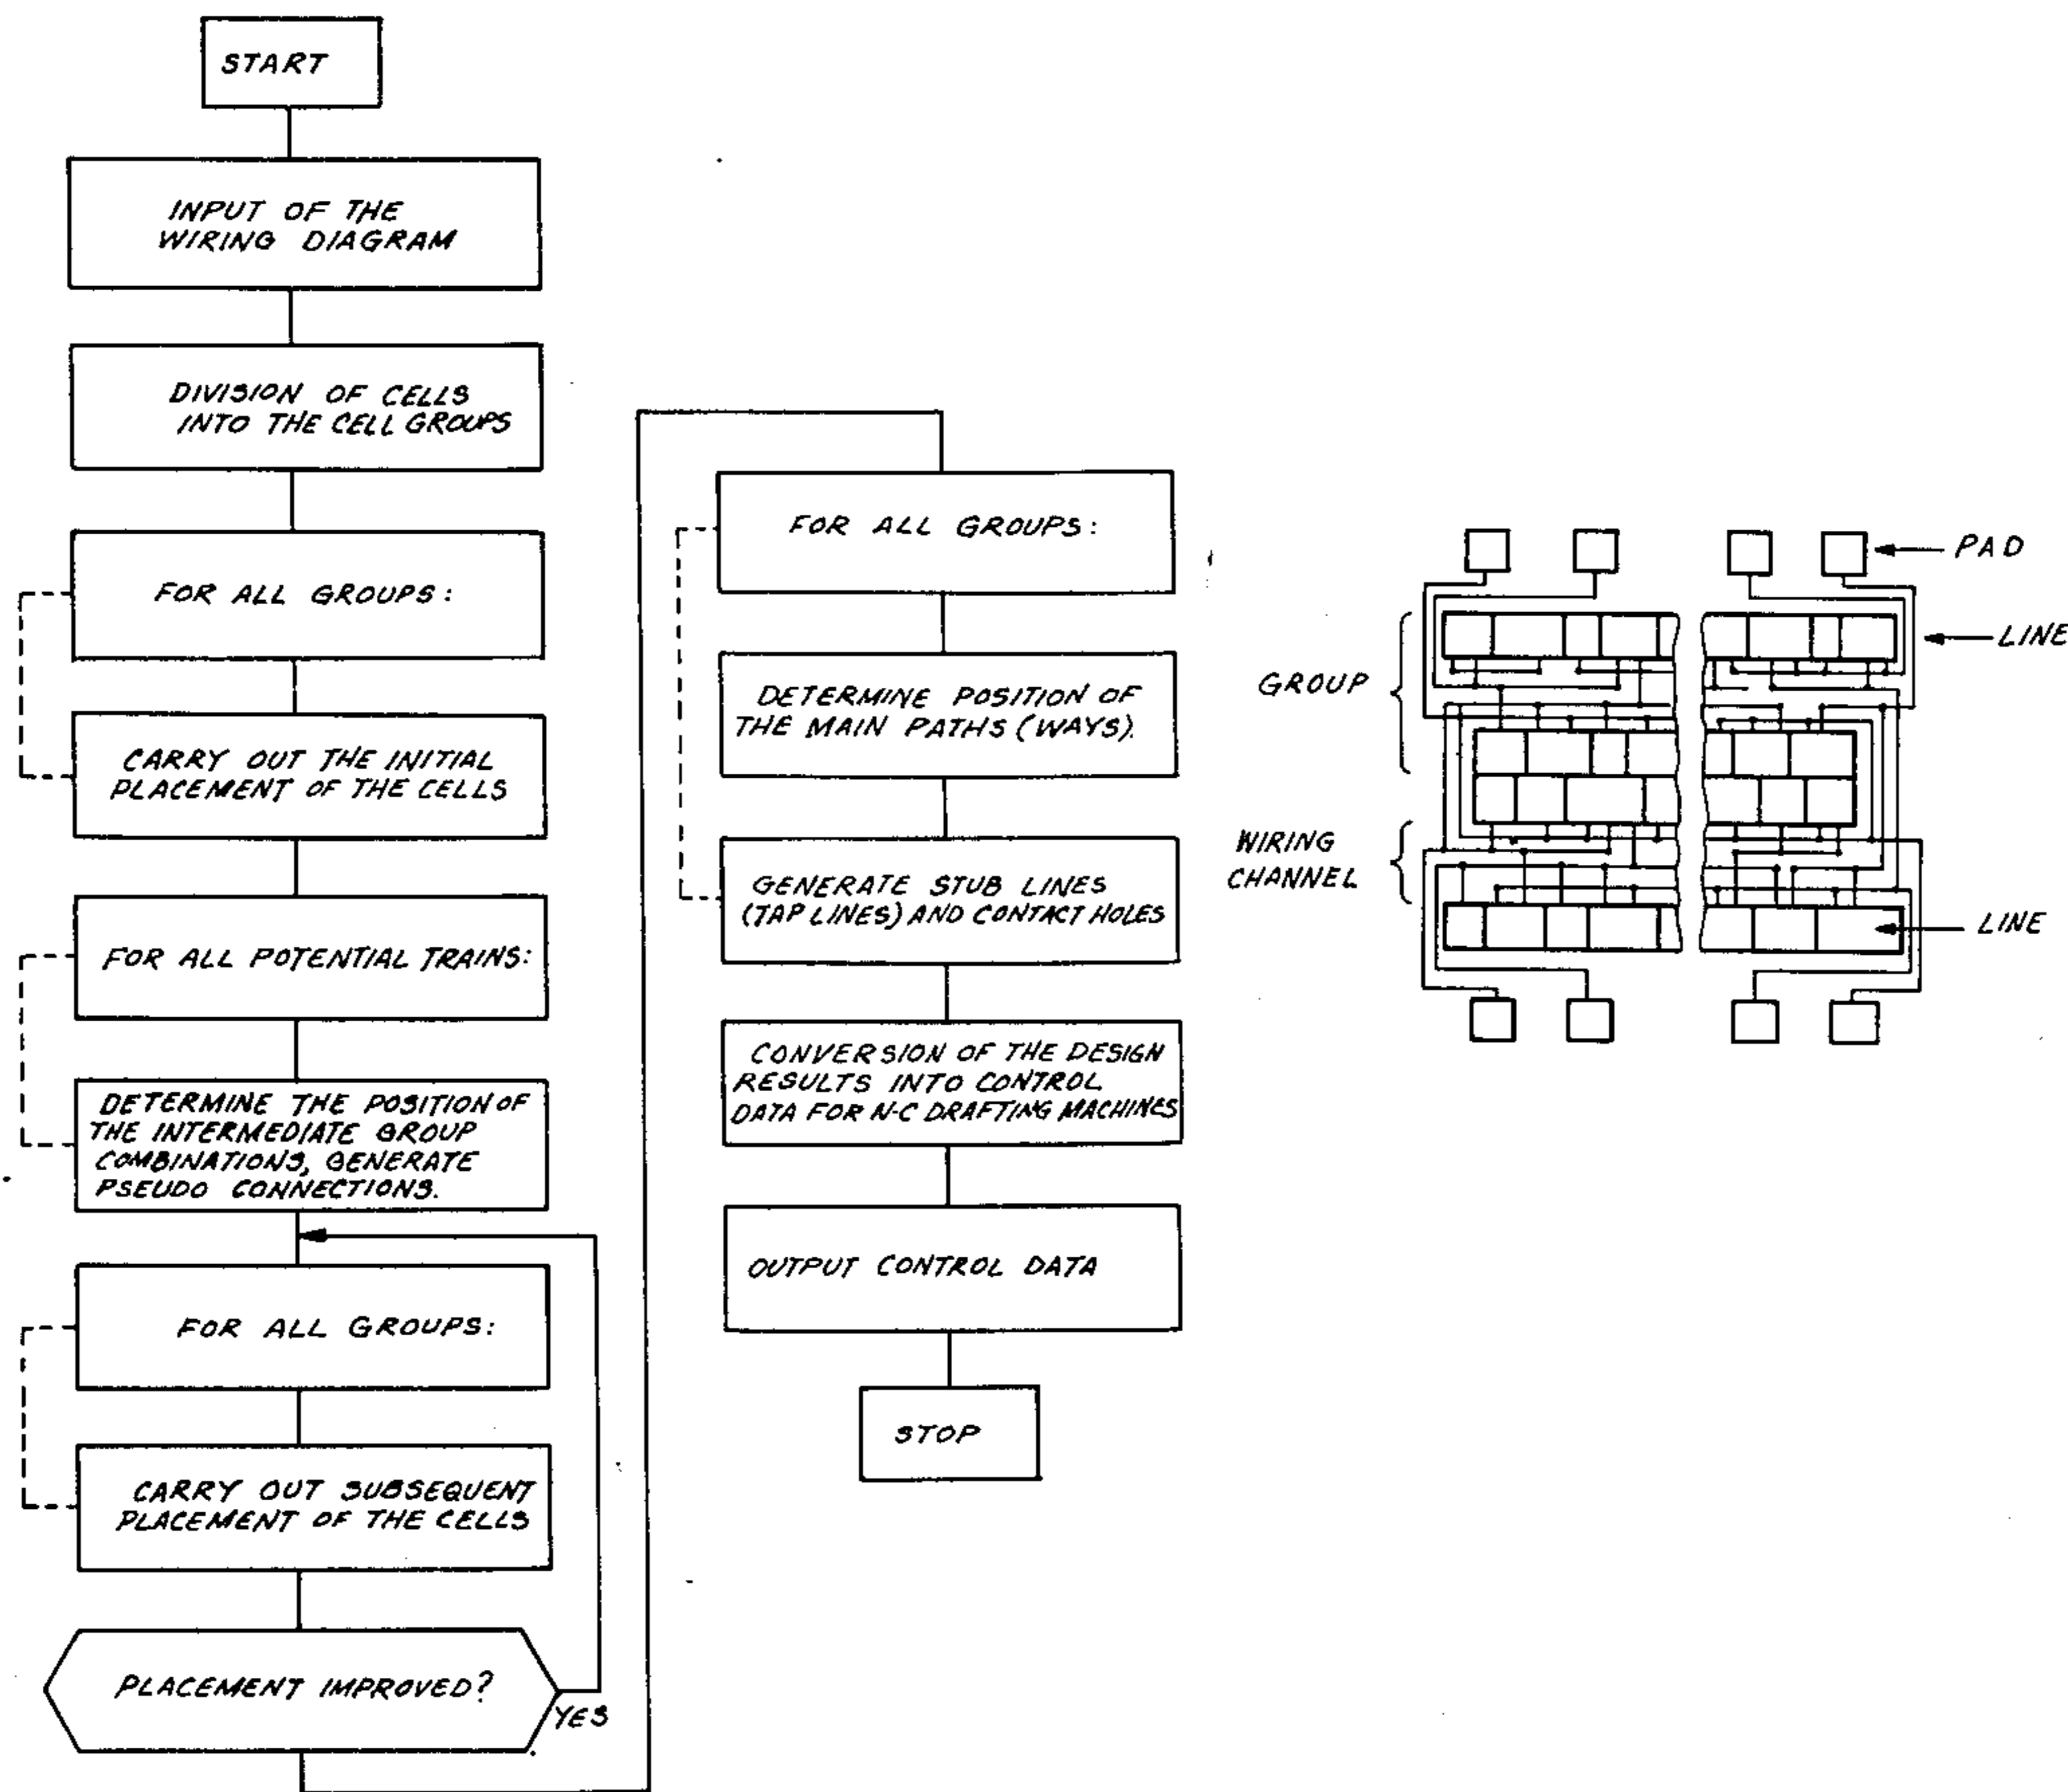 START
INPUT OF THE
WIRING DIAGRAM
DIVISION OF CELLS
INTO THE CELL GROUPS
FOR ALL GROUPS:
CARRY OUT THE INITIAL
PLACEMENT OF THE CELLS
FOR ALL POTENTIAL TRAINS:
DETERMINE THE POSITION OF
THE INTERMEDIATE GROUP
COMBINATIONS, GENERATE
PSEUDO CONNECTIONS.
FOR ALL GROUPS:
CARRY OUT SUBSEQUENT
PLACEMENT OF THE CELLS
PLACEMENT IMPROVED?
YES
FOR ALL GROUPS:
DETERMINE POSITION OF
THE MAIN PATHS (WAYS).
GENERATE STUB LINES
(TAP LINES) AND CONTACT HOLES
CONVERSION OF THE DESIGN
RESULTS INTO CONTROL
DATA FOR N-C DRAFTING MACHINES
OUTPUT CONTROL DATA
STOP
PAD
LINE
GROUP
WIRING
CHANNEL
LINE